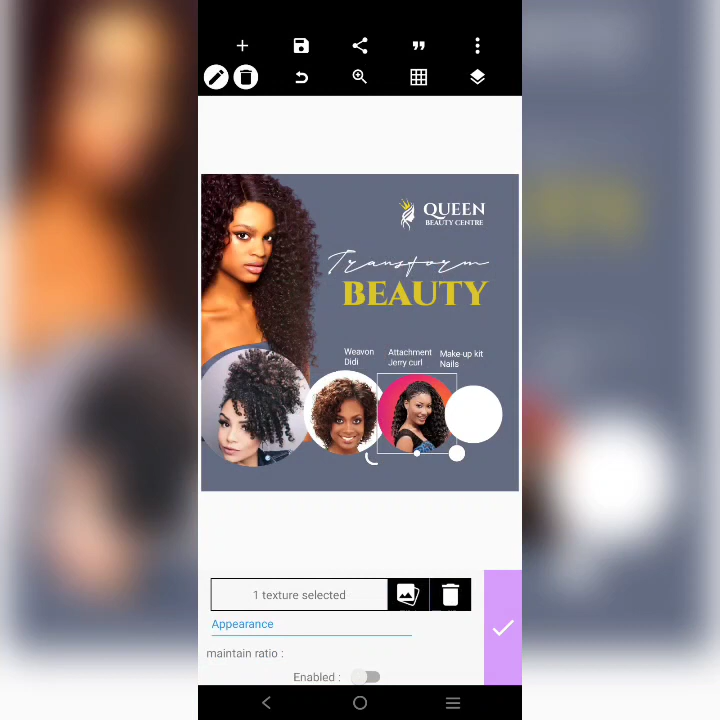 QUEEN
BEAUTY CENTRE
Transform
BEAUTY
Weavon
Didi
Attachment
Jerry curl
Make-up kit
Nails
1 texture selected
Appearance
maintain ratio :
Enabled :